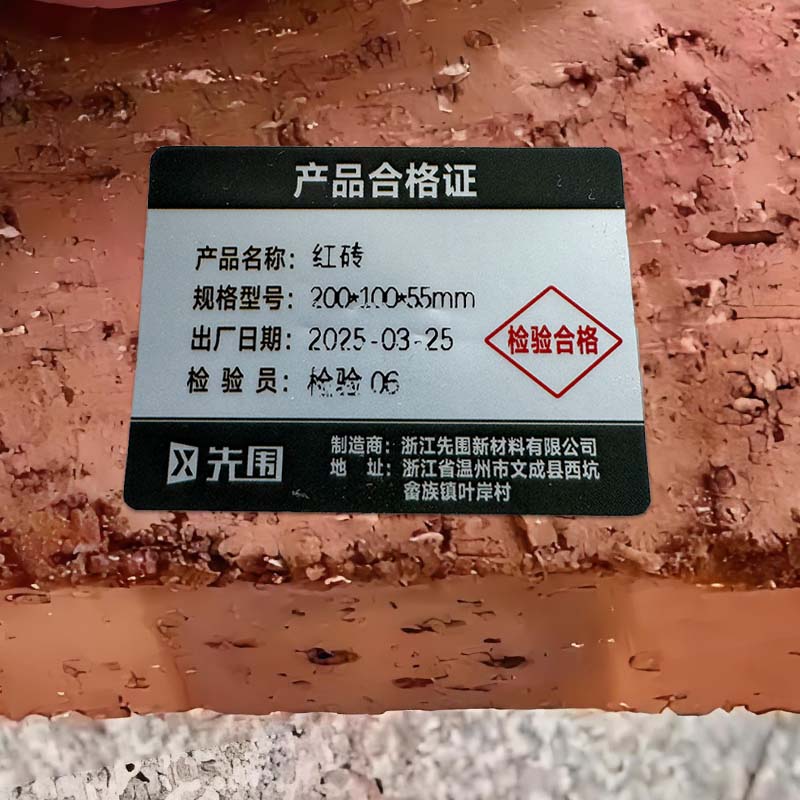 产品合格证
产品名称：红砖
规格型号：200*100*55mm
出厂日期：2025-03-25
检验员：检验06
检验合格
先围
制造商：浙江先围新材料有限公司
地址：浙江省温州市文成县西坑
畲族镇叶岸村